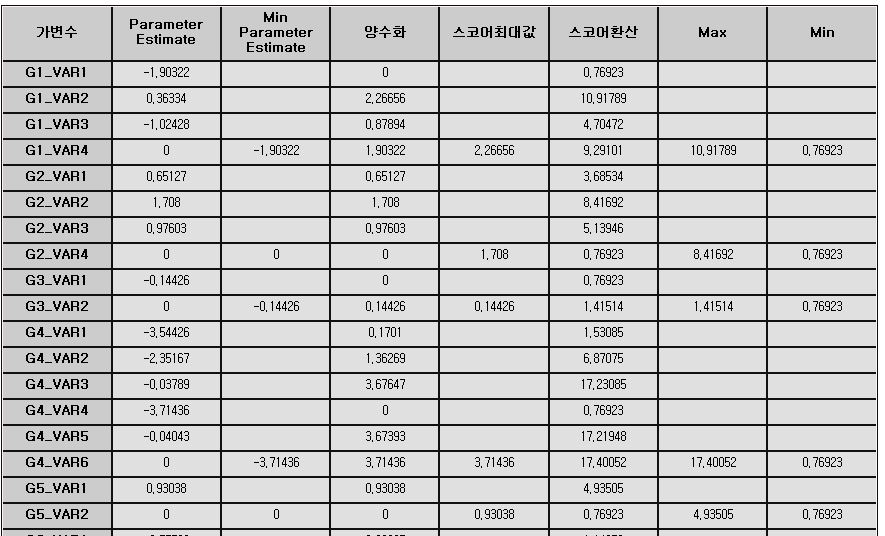 가변수 Parameter Estimate Min Parameter Estimate 양수화 스코어최대값 스코어환산 Max Min
G1_VAR1 -1,90322 0 0,76923
G1_VAR2 0,36334 2,26656 10,91789
G1_VAR3 -1,02428 0,87894 4,70472
G1_VAR4 0 -1,90322 1,90322 2,26656 9,29101 10,91789 0,76923
G2_VAR1 0,65127 0,65127 3,68534
G2_VAR2 1,708 1,708 8,41692
G2_VAR3 0,97603 0,97603 5,13946
G2_VAR4 0 0 0 1,708 0,76923 8,41692 0,76923
G3_VAR1 -0,14426 0 0,76923
G3_VAR2 0 -0,14426 0,14426 0,14426 1,41514 1,41514 0,76923
G4_VAR1 -3,54426 0,1701 1,53085
G4_VAR2 -2,35167 1,36269 6,87075
G4_VAR3 -0,03789 3,67647 17,23085
G4_VAR4 -3,71436 0 0,76923
G4_VAR5 -0,04043 3,67393 17,21948
G4_VAR6 0 -3,71436 3,71436 3,71436 17,40052 17,40052 0,76923
G5_VAR1 0,93038 0,93038 4,93505
G5_VAR2 0 0 0 0,93038 0,76923 4,93505 0,76923